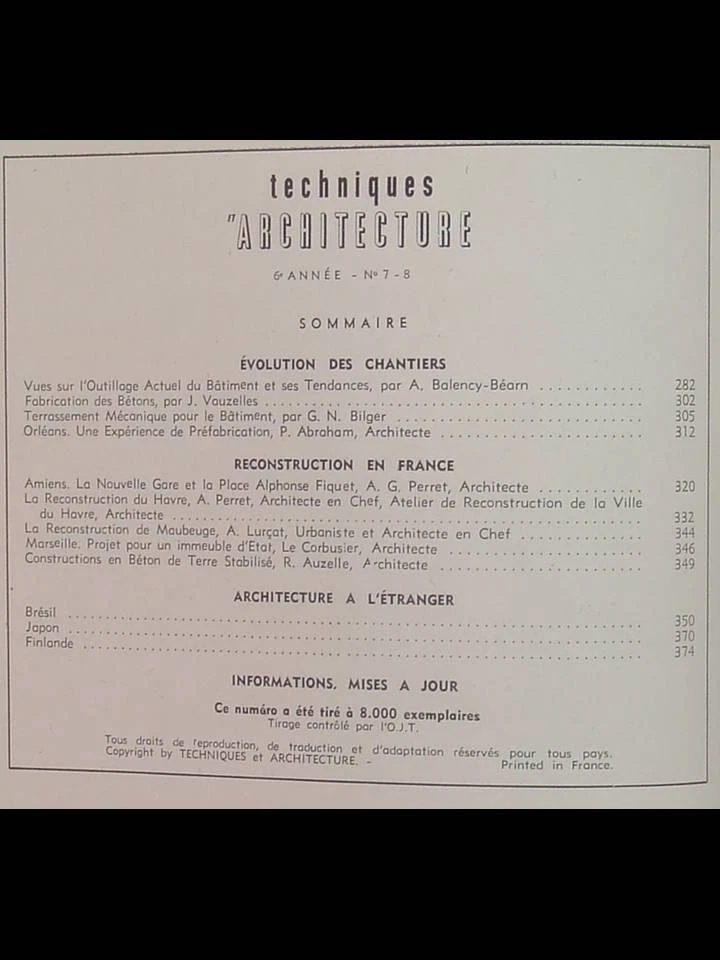 techniques
et ARCHITECTURE
6e ANNÉE - No 7-8
SOMMAIRE
ÉVOLUTION DES CHANTIERS
Vues sur l'Outillage Actuel du Bâtiment et ses Tendances, par A. Balency-Béarn ............ 282
Fabrication des Bétons, par J. Vauzelles ............ 302
Terrassement Mécanique pour le Bâtiment, par G. N. Bilger ............ 305
Orléans. Une Expérience de Préfabrication, P. Abraham, Architecte ............ 312
RECONSTRUCTION EN FRANCE
Amiens. La Nouvelle Gare et la Place Alphonse Fiquet, A. G. Perret, Architecte ............ 320
La Reconstruction du Havre, A. Perret, Architecte en Chef, Atelier de Reconstruction de la Ville
du Havre, Architecte ............ 332
La Reconstruction de Maubeuge, A. Lurçat, Urbaniste et Architecte en Chef ............ 344
Marseille. Projet pour un immeuble d'Etat, Le Corbusier, Architecte ............ 346
Constructions en Béton de Terre Stabilisé, R. Auzelle, Architecte ............ 349
ARCHITECTURE A L'ÉTRANGER
Brésil ............ 350
Japon ............ 370
Finlande ............ 374
INFORMATIONS, MISES A JOUR
Ce numéro a été tiré à 8.000 exemplaires
Tirage contrôlé par l'O.J.T.
Tous droits de reproduction, de traduction et d'adaptation réservés pour tous pays.
Copyright by TECHNIQUES et ARCHITECTURE. - Printed in France.